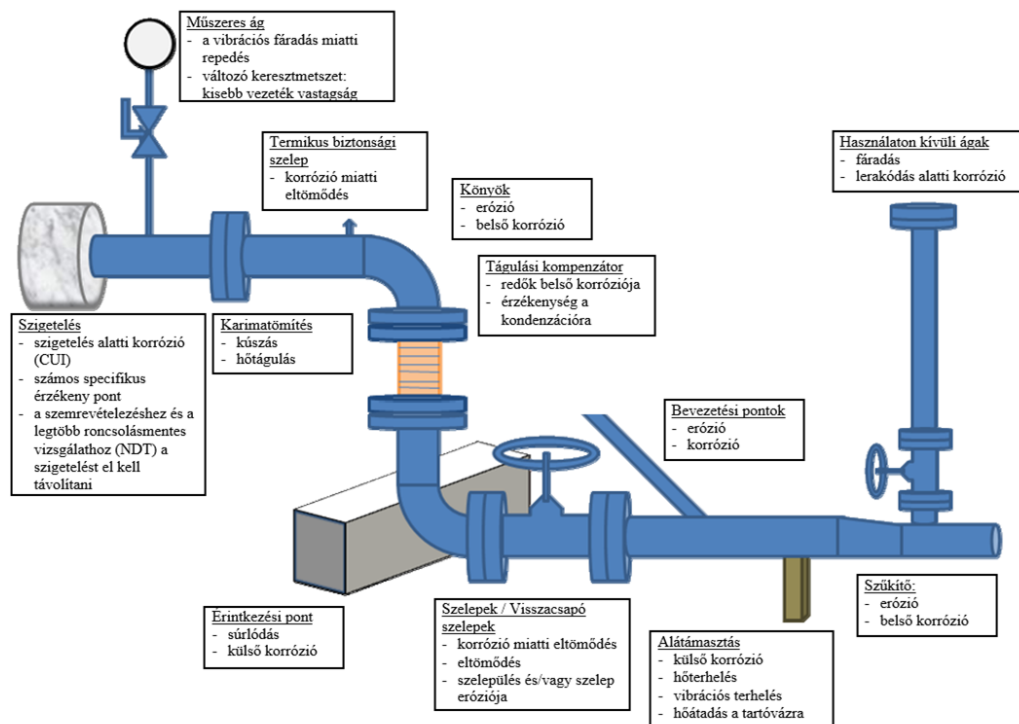 Műszeres ág
- a vibrációs fáradás miatti
repedés
- változó keresztmetszet:
kisebb vezeték vastagság
Termikus biztonsági
szelep
- korrózió miatti
eltömődés
Használaton kívüli ágak
- fáradás
- lerakódás alatti korrózió
Könyök
- erózió
- belső korrózió
Tágulási kompenzátor
- redők belső korróziója
- érzékenység a
kondenzációra
Szigetelés
- szigetelés alatti korrózió
(CUI)
- számos specifikus
érzékeny pont
- a szemrevételezéshez és a
legtöbb roncsolásmentes
vizsgálathoz (NDT) a
szigetelést el kell
távolítani
Karimatömítés
- kúszás
- hőtágulás
Bevezetési pontok
- erózió
- korrózió
Érintkezési pont
- súrlódás
- külső korrózió
Szelepek / Visszacsapó
szelepek
- korrózió miatti eltömődés
- eltömődés
- szelepülés és/vagy szelep
eróziója
Alátámasztás
- külső korrózió
- hőterhelés
- vibrációs terhelés
- hőátadás a tartóvázra
Szűkítő:
- erózió
- belső korrózió